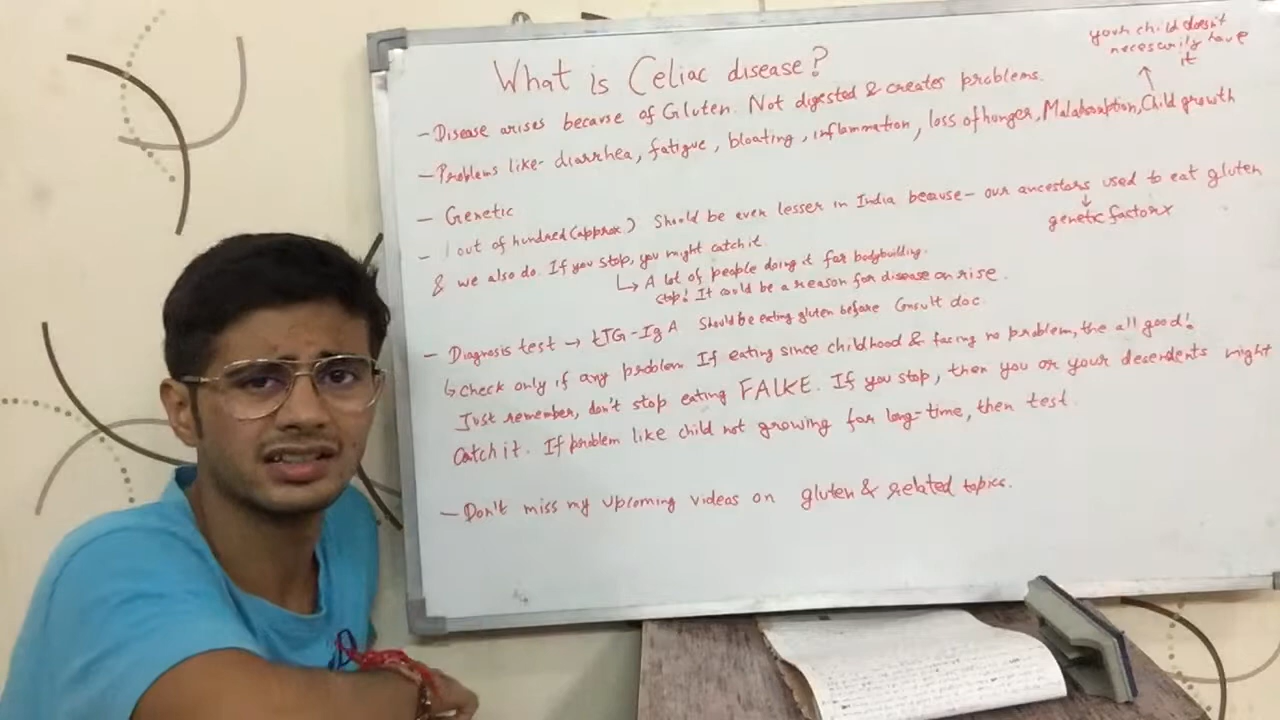 What is Celiac disease?
your child doesn't
necessarily have
it
- Disease arises because of Gluten. Not digested & creates problems.
- Problems like - diarrhea, fatigue, bloating, inflammation, loss of hunger, Malabsorption, Child growth
- Genetic
- 1 out of hundred (approx.) Should be even lesser in India because - our ancestors used to eat gluten
genetic factor x
& we also do. If you stop, you might catch it.
↳ A lot of people doing it for bodybuilding.
stop! It could be a reason for disease on rise.
- Diagnosis test → tTG - IgA Should be eating gluten before Consult doc.
↳ check only if any problem If eating since childhood & facing no problem, the all good!
Just remember, don't stop eating FALKE. If you stop, then you or your decendents might
catch it. If problem like child not growing for long-time, then test.
- Don't miss my upcoming videos on gluten & related topics.